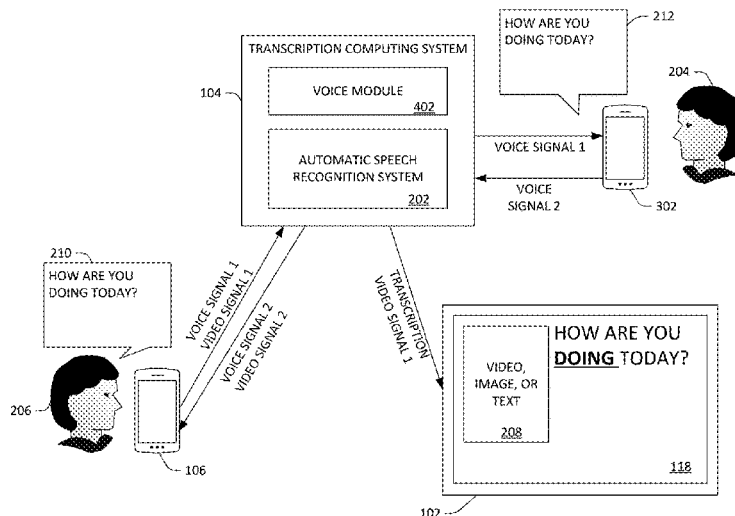 TRANSCRIPTION COMPUTING SYSTEM
104
VOICE MODULE
402
AUTOMATIC SPEECH
RECOGNITION SYSTEM
202
212
HOW ARE YOU
DOING TODAY?
204
VOICE SIGNAL 1
VOICE
SIGNAL 2
302
210
HOW ARE YOU
DOING TODAY?
206
106
VOICE SIGNAL 1
VIDEO SIGNAL 1
VOICE SIGNAL 2
VIDEO SIGNAL 2
TRANSCRIPTION
VIDEO SIGNAL 1
VIDEO,
IMAGE, OR
TEXT
208
HOW ARE YOU
DOING TODAY?
118
102